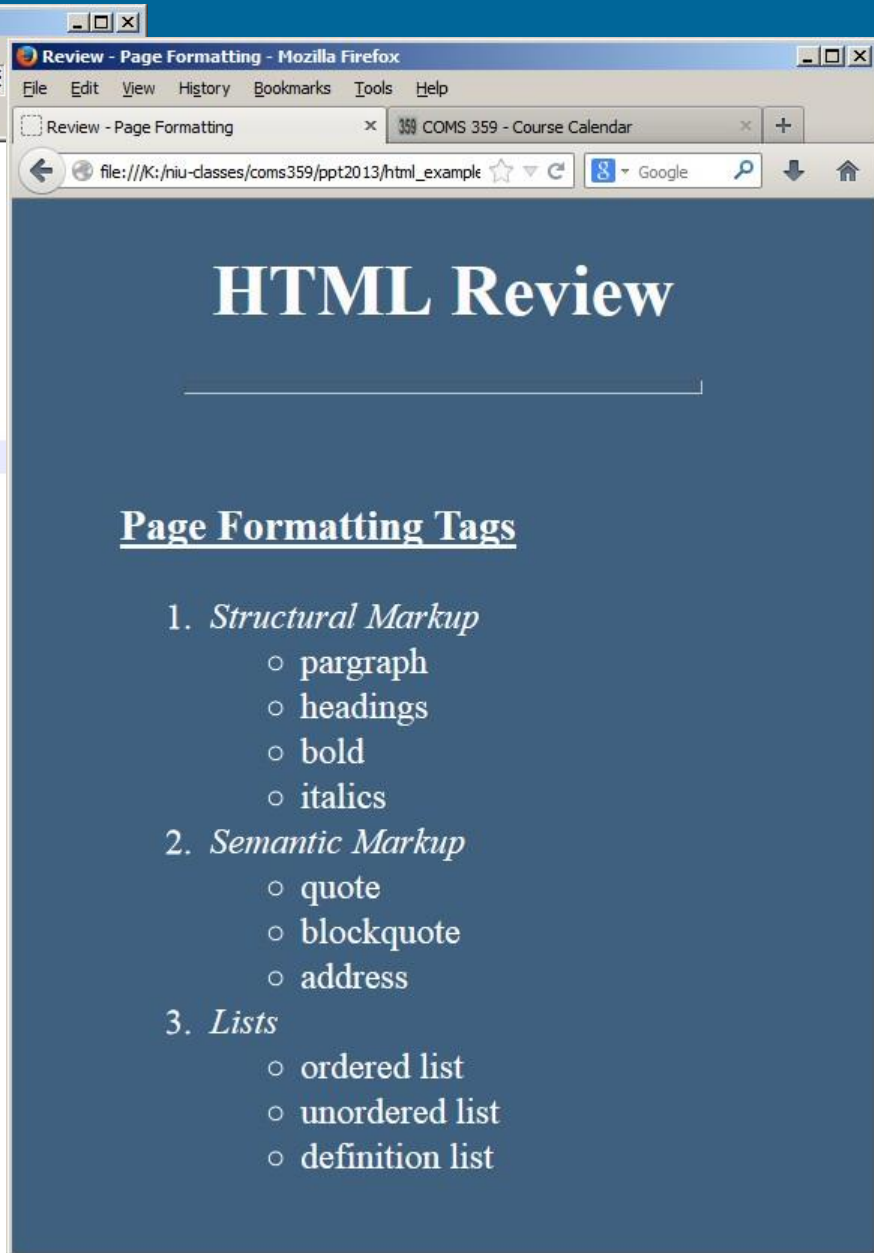 Review - Page Formatting - Mozilla Firefox
File Edit View History Bookmarks Tools Help
Review - Page Formatting
359 COMS 359 - Course Calendar
file:///K:/niu-classes/coms359/ppt2013/html_example
8 Google
HTML Review
Page Formatting Tags
1. Structural Markup
pargraph
headings
bold
italics
2. Semantic Markup
quote
blockquote
address
3. Lists
ordered list
unordered list
definition list